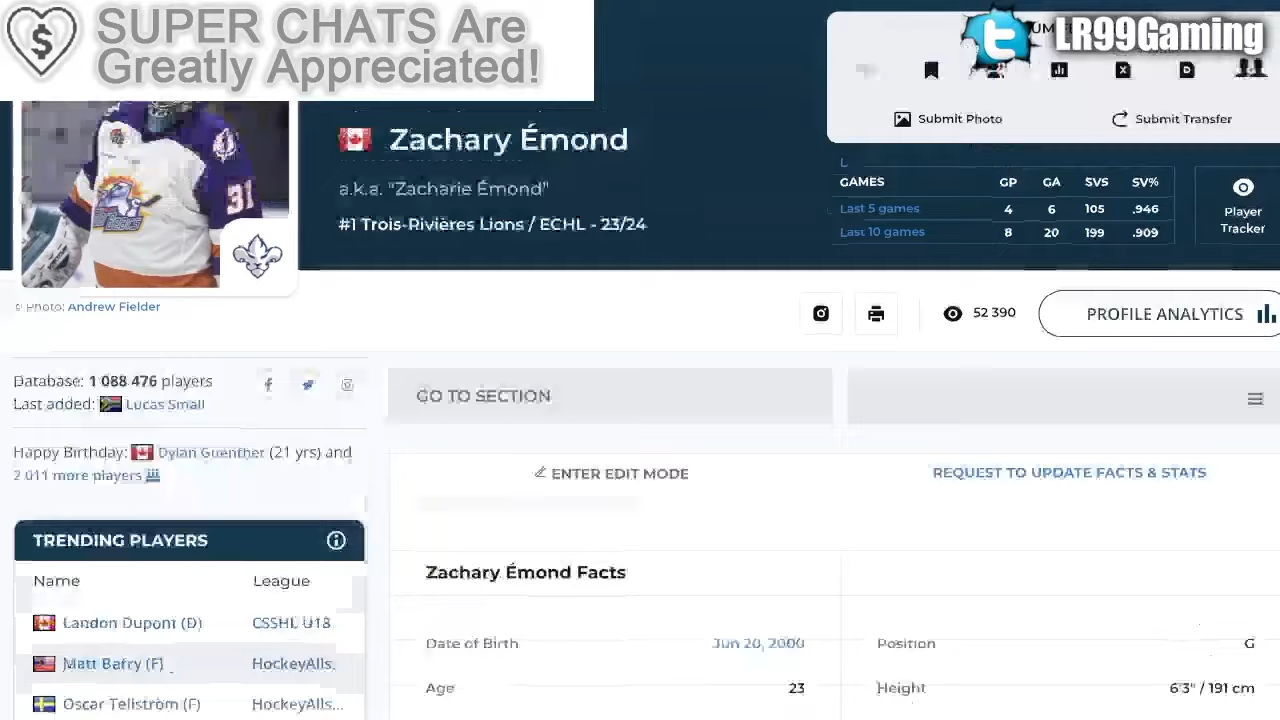 SUPER CHATS Are
Greatly Appreciated!
LR99Gaming
Submit Photo
Submit Transfer
31
Zachary Émond
a.k.a. "Zacharie Émond"
#1 Trois-Rivières Lions / ECHL - 23/24
GAMES GP GA SVS SV%
Last 5 games 4 6 105 .946
Last 10 games 8 20 199 .909
Player
Tracker
Photo: Andrew Fielder
52 390
PROFILE ANALYTICS
Database: 1 088 476 players
Last added: Lucas Small
GO TO SECTION
Happy Birthday: Dylan Guenther (21 yrs) and
2 011 more players
ENTER EDIT MODE
REQUEST TO UPDATE FACTS & STATS
TRENDING PLAYERS
Name League
Landon Dupont (D) CSSHL U18
Matt Barry (F) HockeyAlls.
Oscar Tellström (F) HockeyAlls...
Zachary Émond Facts
Date of Birth Jun 20, 2000
Position G
Age 23
Height 6'3" / 191 cm